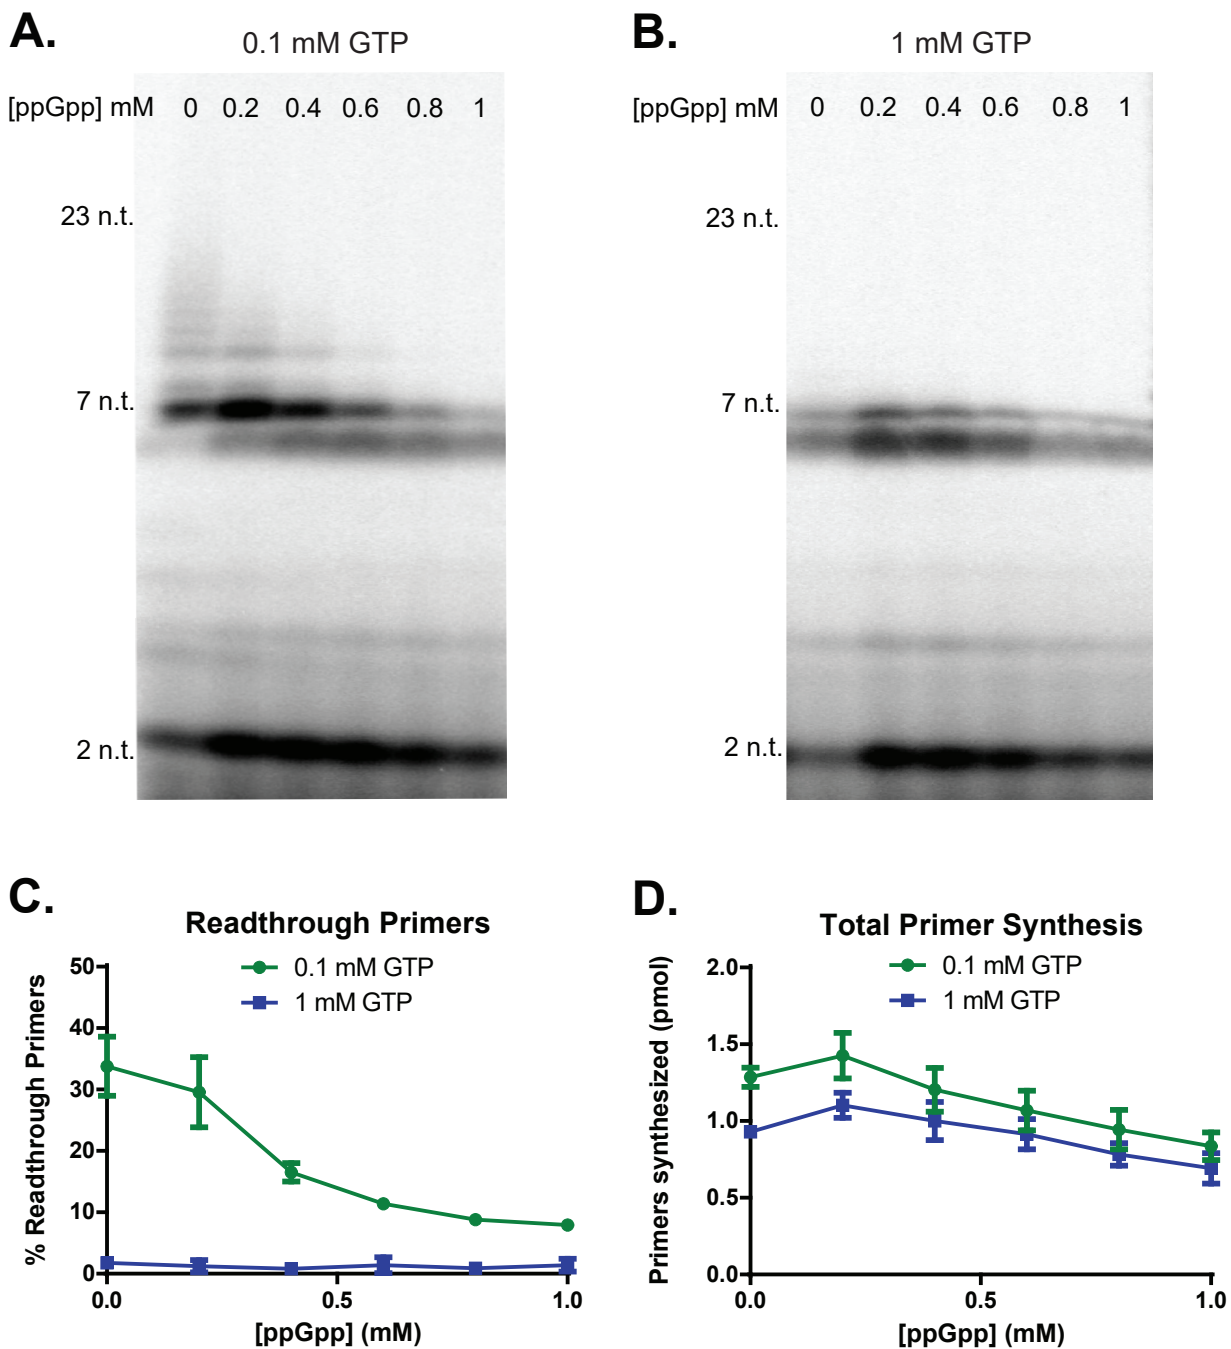 A.
0.1 mM GTP
[ppGpp] mM 0 0.2 0.4 0.6 0.8 1
23 n.t.
7 n.t.
2 n.t.
B.
1 mM GTP
[ppGpp] mM 0 0.2 0.4 0.6 0.8 1
23 n.t.
7 n.t.
2 n.t.
C.
Readthrough Primers
0.1 mM GTP
1 mM GTP
% Readthrough Primers
50
40
30
20
10
0
0.0 0.5 1.0
[ppGpp] (mM)
D.
Total Primer Synthesis
0.1 mM GTP
1 mM GTP
Primers synthesized (pmol)
2.0
1.5
1.0
0.5
0.0
0.0 0.5 1.0
[ppGpp] (mM)